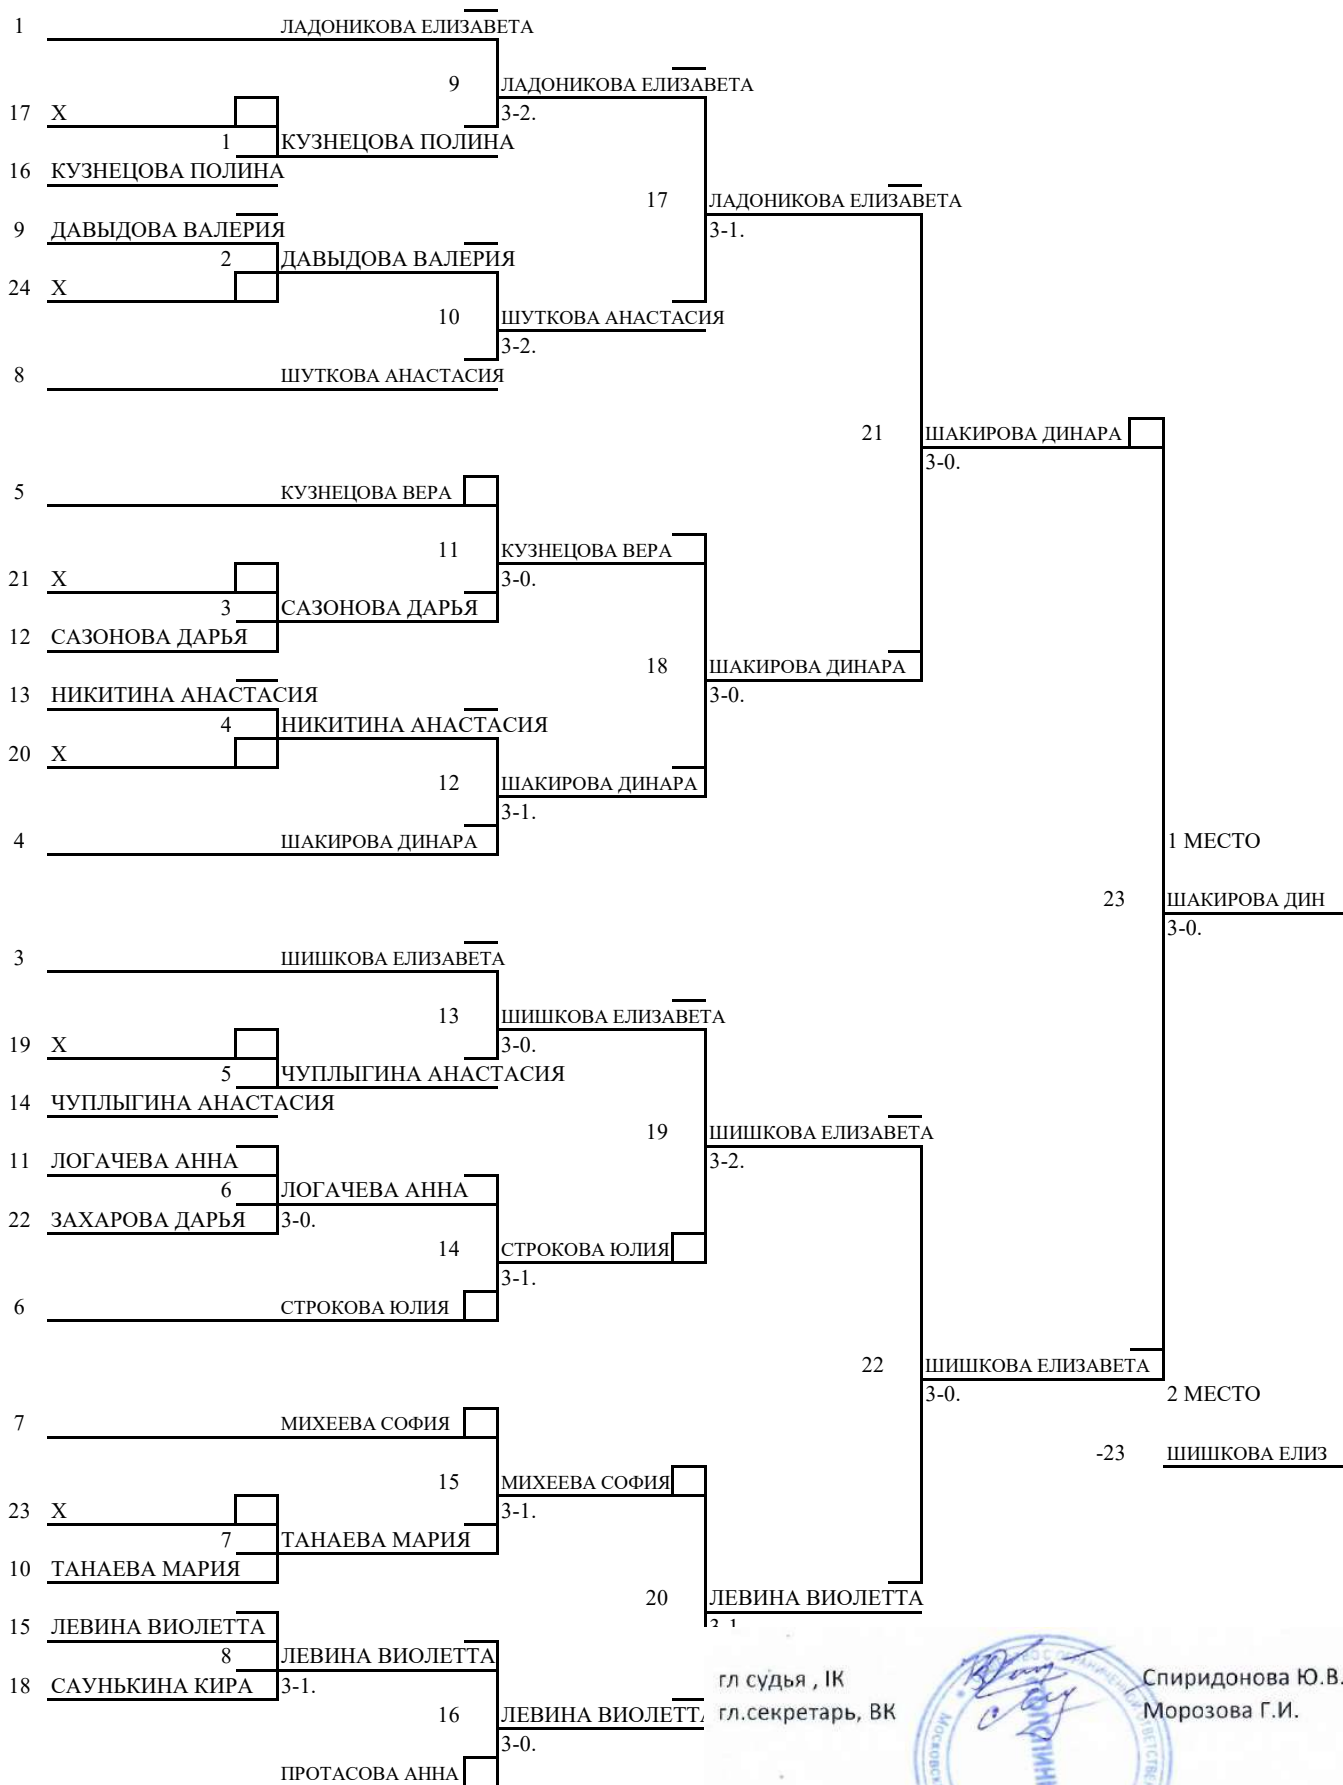 1 ЛАДОНИКОВА ЕЛИЗАВЕТА
9 ЛАДОНИКОВА ЕЛИЗАВЕТА
17 X 3-2.
1 КУЗНЕЦОВА ПОЛИНА
16 КУЗНЕЦОВА ПОЛИНА
17 ЛАДОНИКОВА ЕЛИЗАВЕТА
9 ДАВЫДОВА ВАЛЕРИЯ 3-1.
2 ДАВЫДОВА ВАЛЕРИЯ
24 X
10 ШУТКОВА АНАСТАСИЯ
3-2.
8 ШУТКОВА АНАСТАСИЯ
21 ШАКИРОВА ДИНАРА
3-0.
5 КУЗНЕЦОВА ВЕРА
11 КУЗНЕЦОВА ВЕРА
21 X 3-0.
3 САЗОНОВА ДАРЬЯ
12 САЗОНОВА ДАРЬЯ
18 ШАКИРОВА ДИНАРА
13 НИКИТИНА АНАСТАСИЯ 3-0.
4 НИКИТИНА АНАСТАСИЯ
20 X
12 ШАКИРОВА ДИНАРА
3-1.
4 ШАКИРОВА ДИНАРА 1 МЕСТО
23 ШАКИРОВА ДИН
3-0.
3 ШИШКОВА ЕЛИЗАВЕТА
13 ШИШКОВА ЕЛИЗАВЕТА
19 X 3-0.
5 ЧУПЛЫГИНА АНАСТАСИЯ
14 ЧУПЛЫГИНА АНАСТАСИЯ
19 ШИШКОВА ЕЛИЗАВЕТА
11 ЛОГАЧЕВА АННА 3-2.
6 ЛОГАЧЕВА АННА
22 ЗАХАРОВА ДАРЬЯ 3-0.
14 СТРОКОВА ЮЛИЯ
3-1.
6 СТРОКОВА ЮЛИЯ
22 ШИШКОВА ЕЛИЗАВЕТА
3-0. 2 МЕСТО
7 МИХЕЕВА СОФИЯ
-23 ШИШКОВА ЕЛИЗ
15 МИХЕЕВА СОФИЯ
23 X 3-1.
7 ТАНАЕВА МАРИЯ
10 ТАНАЕВА МАРИЯ
20 ЛЕВИНА ВИОЛЕТТА
15 ЛЕВИНА ВИОЛЕТТА 3-1
8 ЛЕВИНА ВИОЛЕТТА
18 САУНЬКИНА КИРА 3-1.
гл судья , IК Спиридонова Ю.В.
16 ЛЕВИНА ВИОЛЕТТ гл.секретарь, ВК Морозова Г.И.
3-0.
ПРОТАСОВА АННА